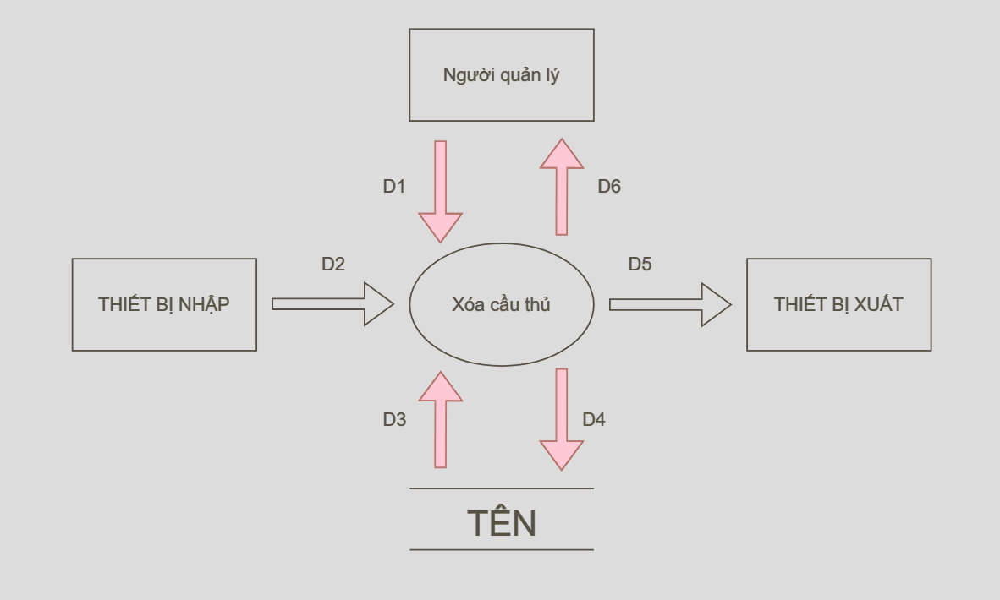 Người quản lý
D1
D6
D2
D5
THIẾT BỊ NHẬP
Xóa cầu thủ
THIẾT BỊ XUẤT
D3
D4
TÊN